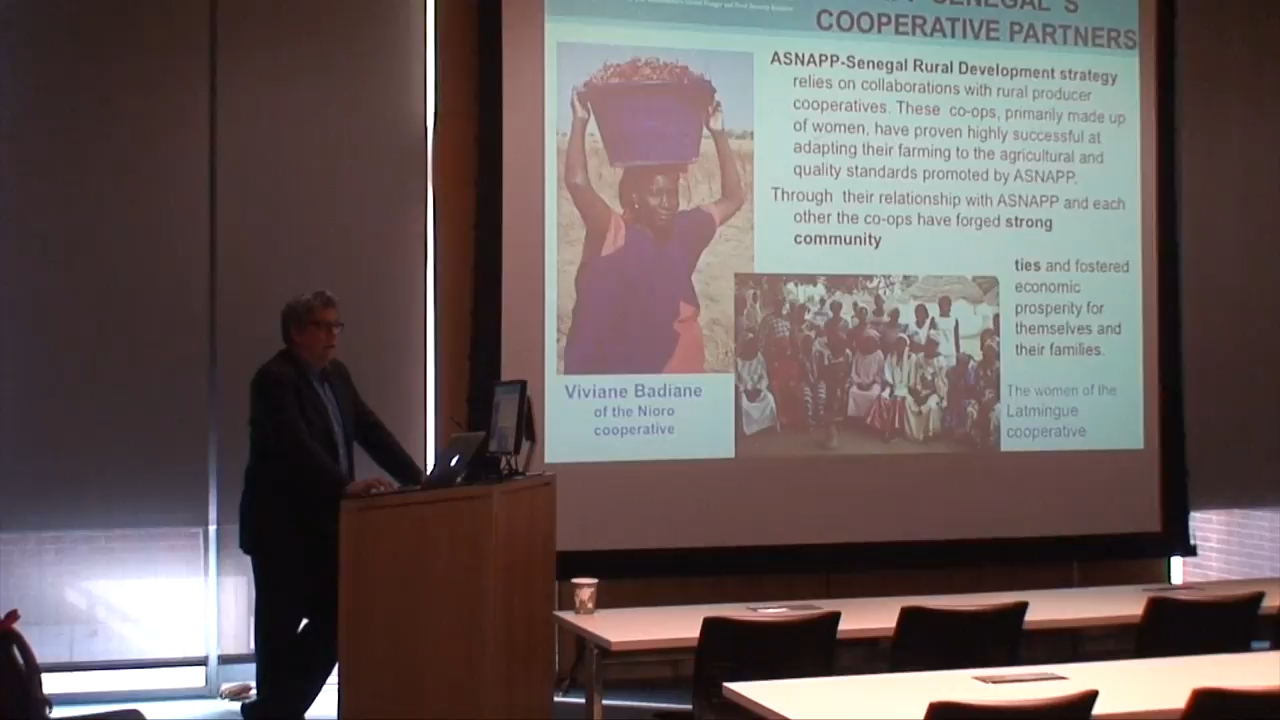 SENEGAL'S
COOPERATIVE PARTNERS
ASNAPP-Senegal Rural Development strategy
relies on collaborations with rural producer
cooperatives. These co-ops, primarily made up
of women, have proven highly successful at
adapting their farming to the agricultural and
quality standards promoted by ASNAPP.
Through their relationship with ASNAPP and each
other the co-ops have forged strong
community
ties and fostered
economic
prosperity for
themselves and
their families.
Viviane Badiane
of the Nioro
cooperative
The women of the
Latmingue
cooperative